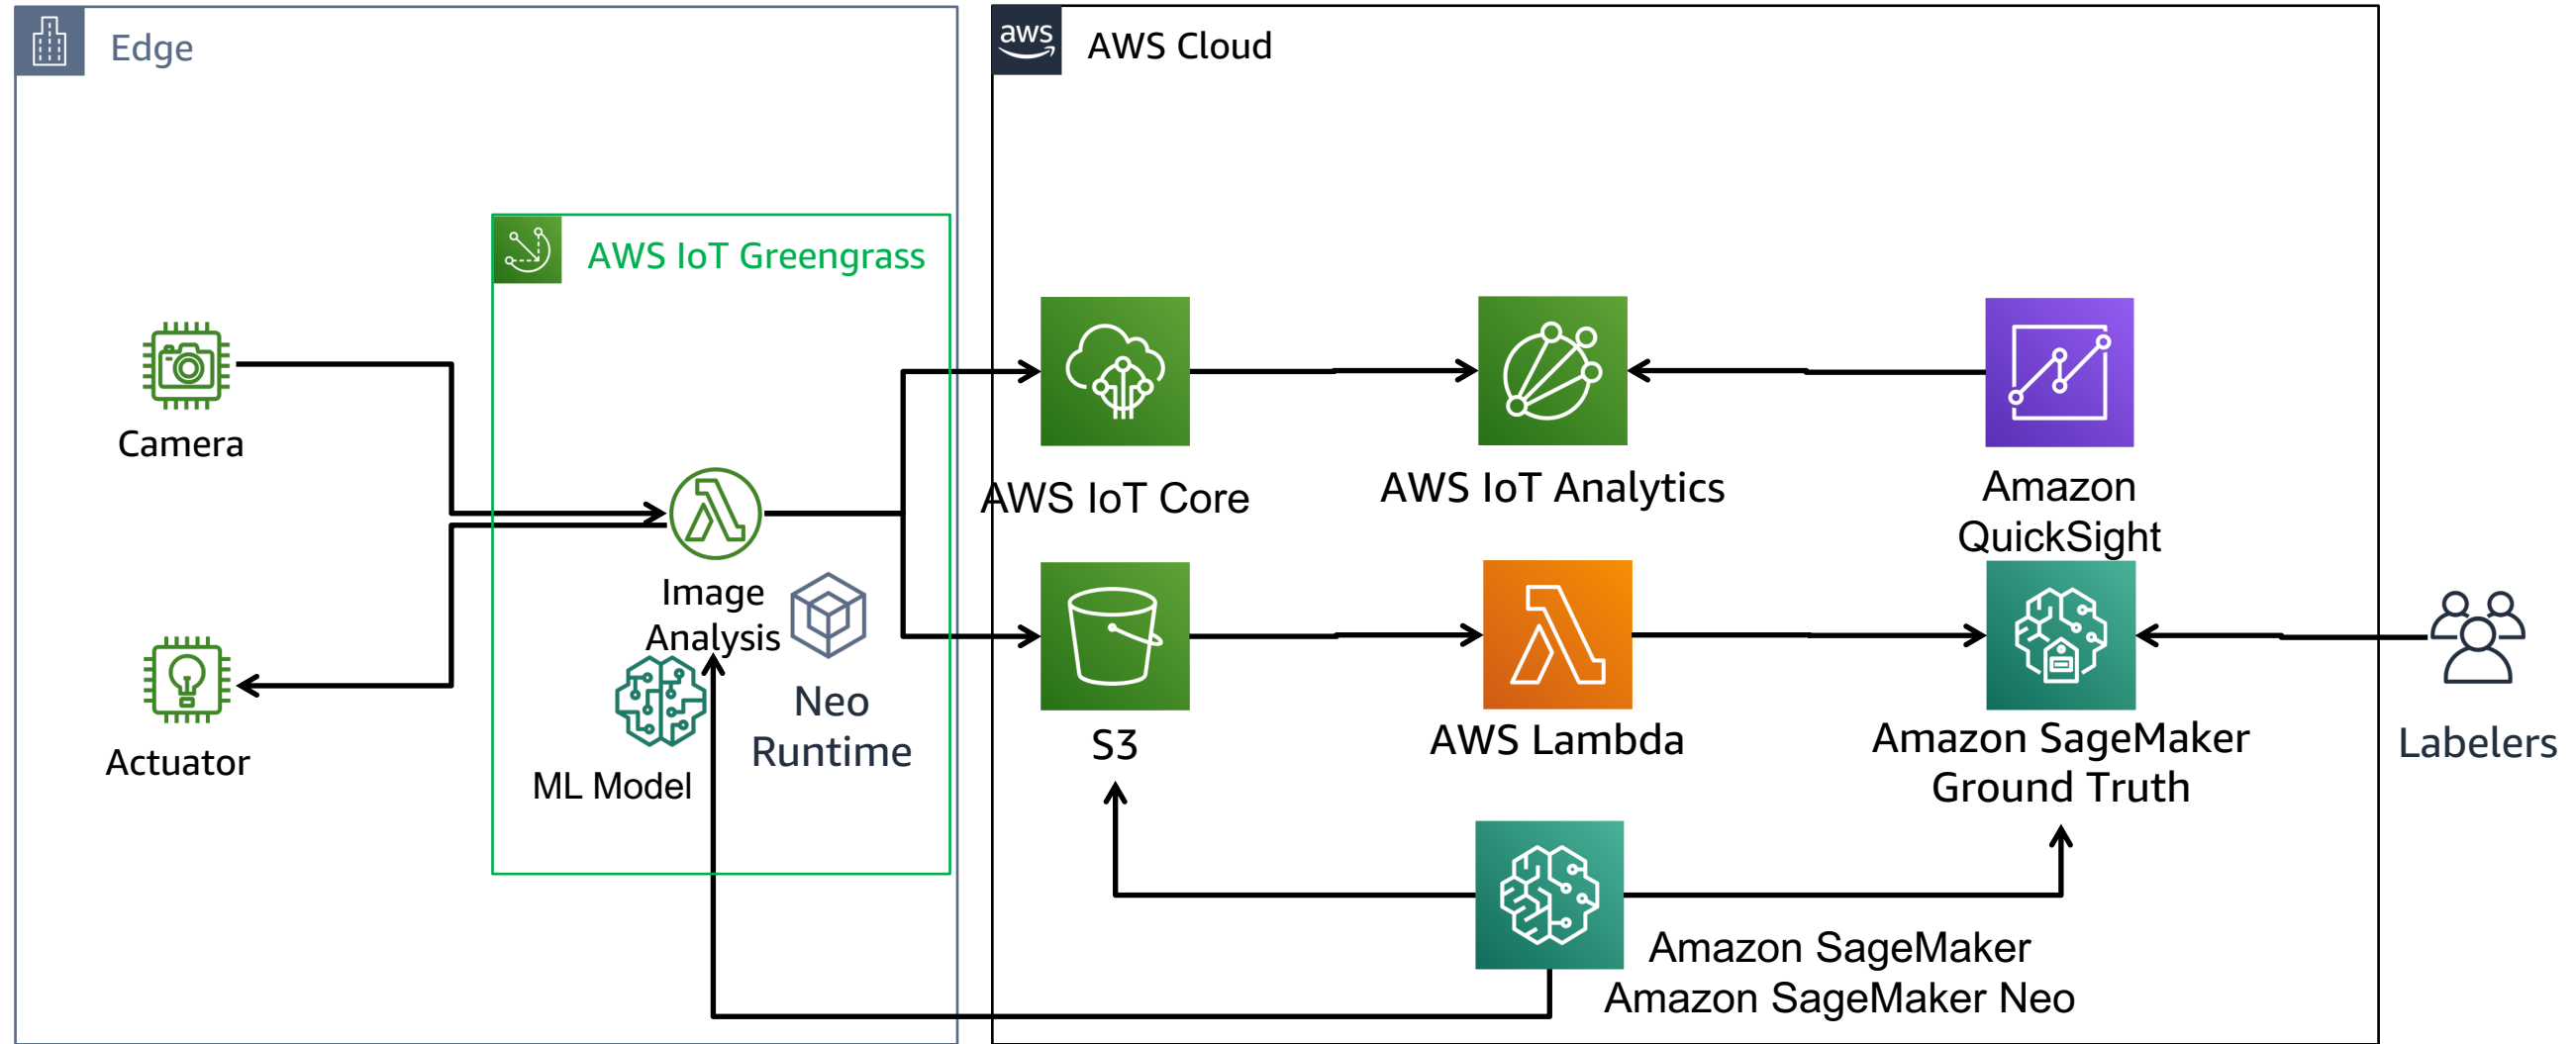 Edge
aws
AWS Cloud
AWS IoT Greengrass
Camera
Actuator
Image
Analysis
ML Model
Neo
Runtime
AWS IoT Core
AWS IoT Analytics
Amazon
QuickSight
S3
AWS Lambda
Amazon SageMaker
Ground Truth
Labelers
Amazon SageMaker
Amazon SageMaker Neo